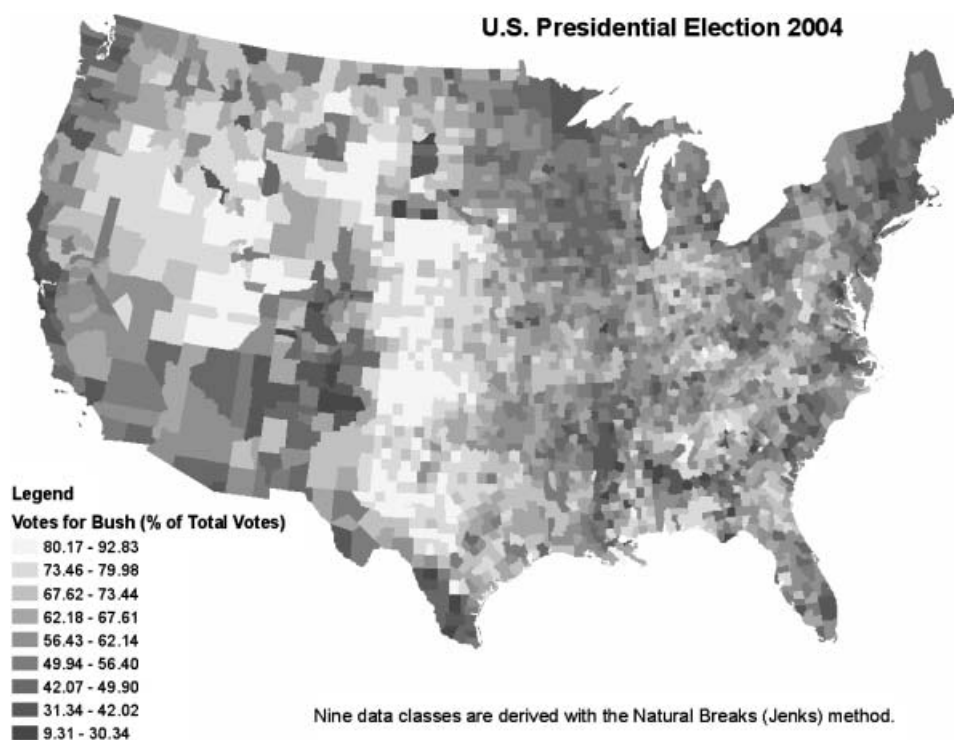 U.S. Presidential Election 2004
Legend
Votes for Bush (% of Total Votes)
80.17 - 92.83
73.46 - 79.98
67.62 - 73.44
62.18 - 67.61
56.43 - 62.14
49.94 - 56.40
42.07 - 49.90
31.34 - 42.02
9.31 - 30.34
Nine data classes are derived with the Natural Breaks (Jenks) method.